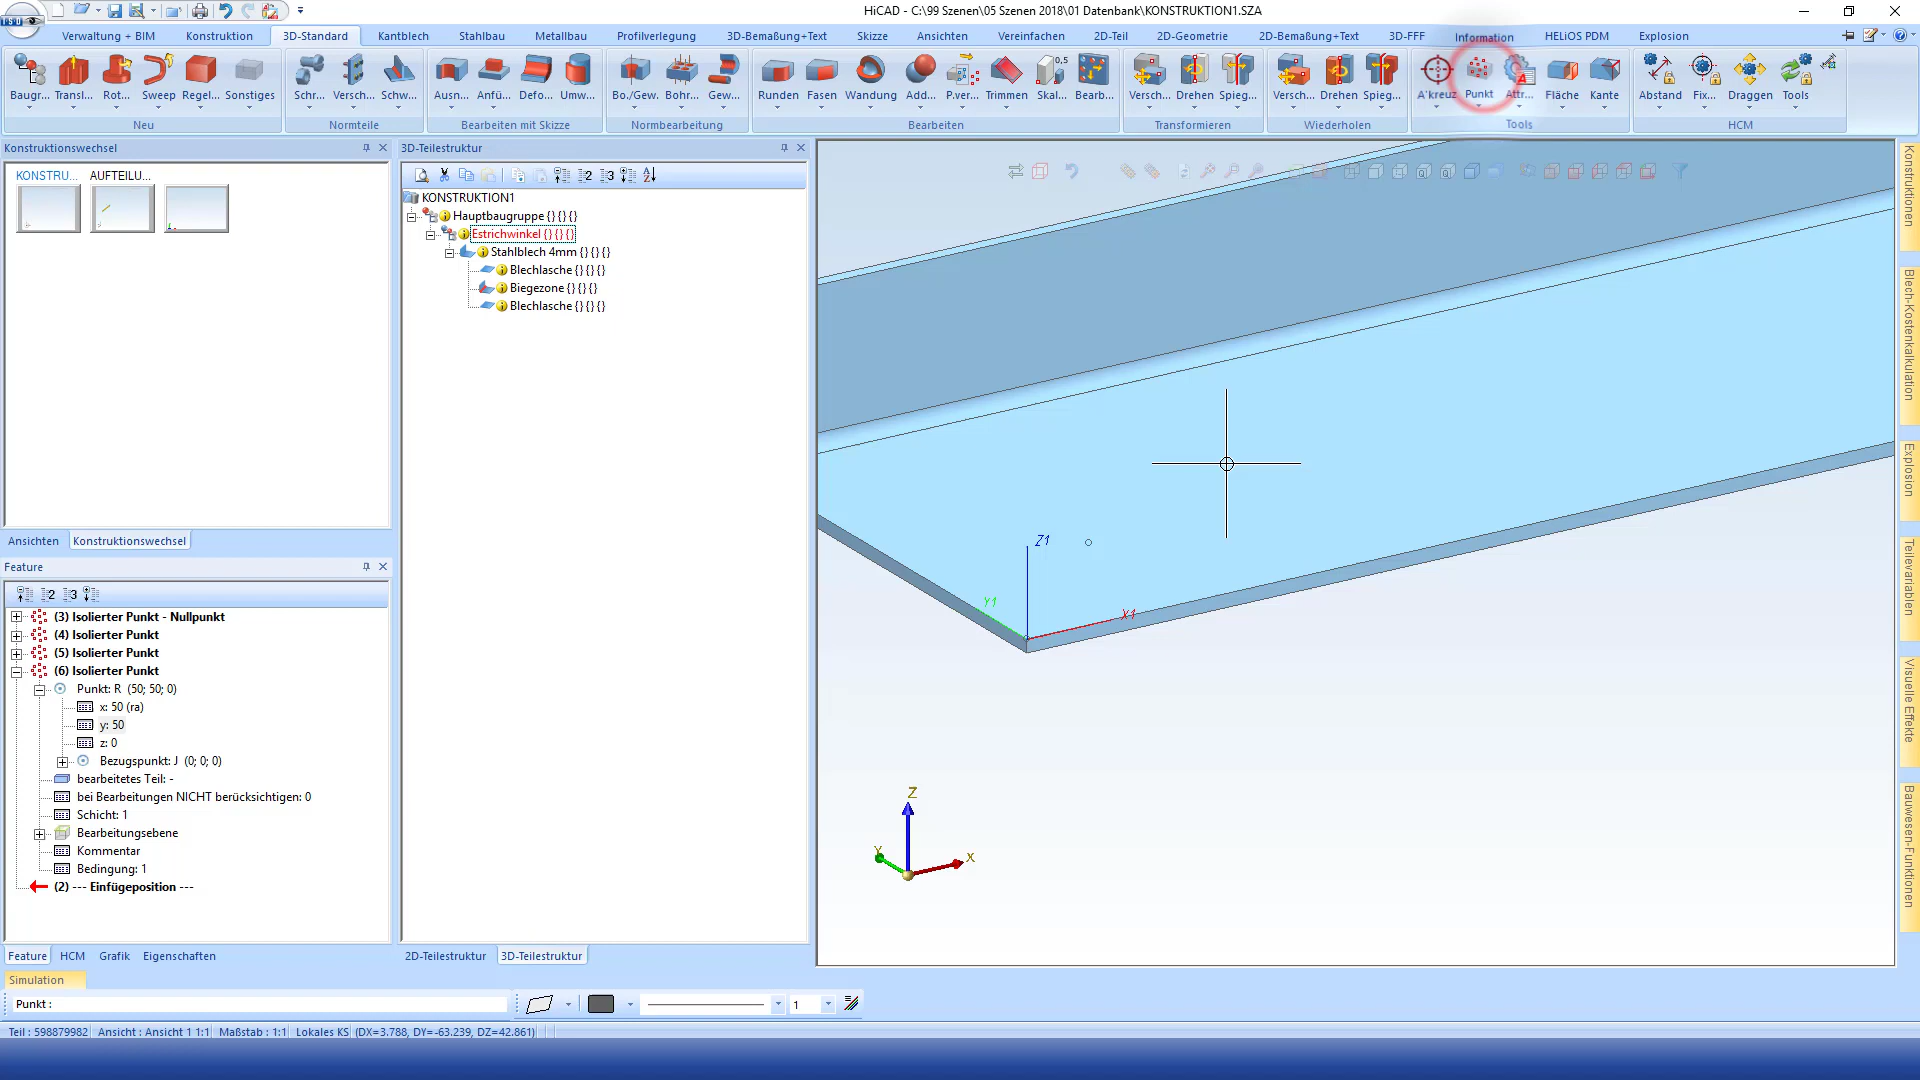 ISD
HiCAD - C:\99 Szenen\05 Szenen 2018\01 Datenbank\KONSTRUKTION1.SZA
Verwaltung + BIM Konstruktion 3D-Standard Kantblech Stahlbau Metallbau Profilverlegung 3D-Bemaßung+Text Skizze Ansichten Vereinfachen 2D-Teil 2D-Geometrie 2D-Bemaßung+Text 3D-FFF Information HELiOS PDM Explosion
Baugr... Transl... Rot... Sweep Regel... Sonstiges Schr... Versch... Schw... Ausn... Anfü... Defo... Umw... Bo./Gew. Bohr... Gew... Runden Fasen Wandung Add... P.ver... Trimmen Skal... Bearb... Versch... Drehen Spieg... Versch... Drehen Spieg... A'kreuz Punkt Attr... Fläche Kante Abstand Fix... Draggen Tools
Neu Normteile Bearbeiten mit Skizze Normbearbeitung Bearbeiten Transformieren Wiederholen Tools HCM
Konstruktionswechsel
KONSTRU... AUFTEILU...
Ansichten Konstruktionswechsel
Feature
2 3
(3) Isolierter Punkt - Nullpunkt
(4) Isolierter Punkt
(5) Isolierter Punkt
(6) Isolierter Punkt
Punkt: R (50; 50; 0)
x: 50 (ra)
y: 50
z: 0
Bezugspunkt: J (0; 0; 0)
bearbeitetes Teil: -
bei Bearbeitungen NICHT berücksichtigen: 0
Schicht: 1
Bearbeitungsebene
Kommentar
Bedingung: 1
(2) --- Einfügeposition ---
Feature HCM Grafik Eigenschaften
3D-Teilestruktur
2 3
KONSTRUKTION1
Hauptbaugruppe {} {} {}
Estrichwinkel {} {} {}
Stahlblech 4mm {} {} {}
Blechlasche {} {} {}
Biegezone {} {} {}
Blechlasche {} {} {}
2D-Teilestruktur 3D-Teilestruktur
Z1
Y1
X1
Z
Y
X
Konstruktionen
Blech-Kostenkalkulation
Explosion
Teilevariablen
Visuelle Effekte
Bauwesen-Funktionen
Simulation
Punkt :
1
Teil : 598879982 Ansicht : Ansicht 1 1:1 Maßstab : 1:1 Lokales KS (DX=3.788, DY=-63.239, DZ=42.861)